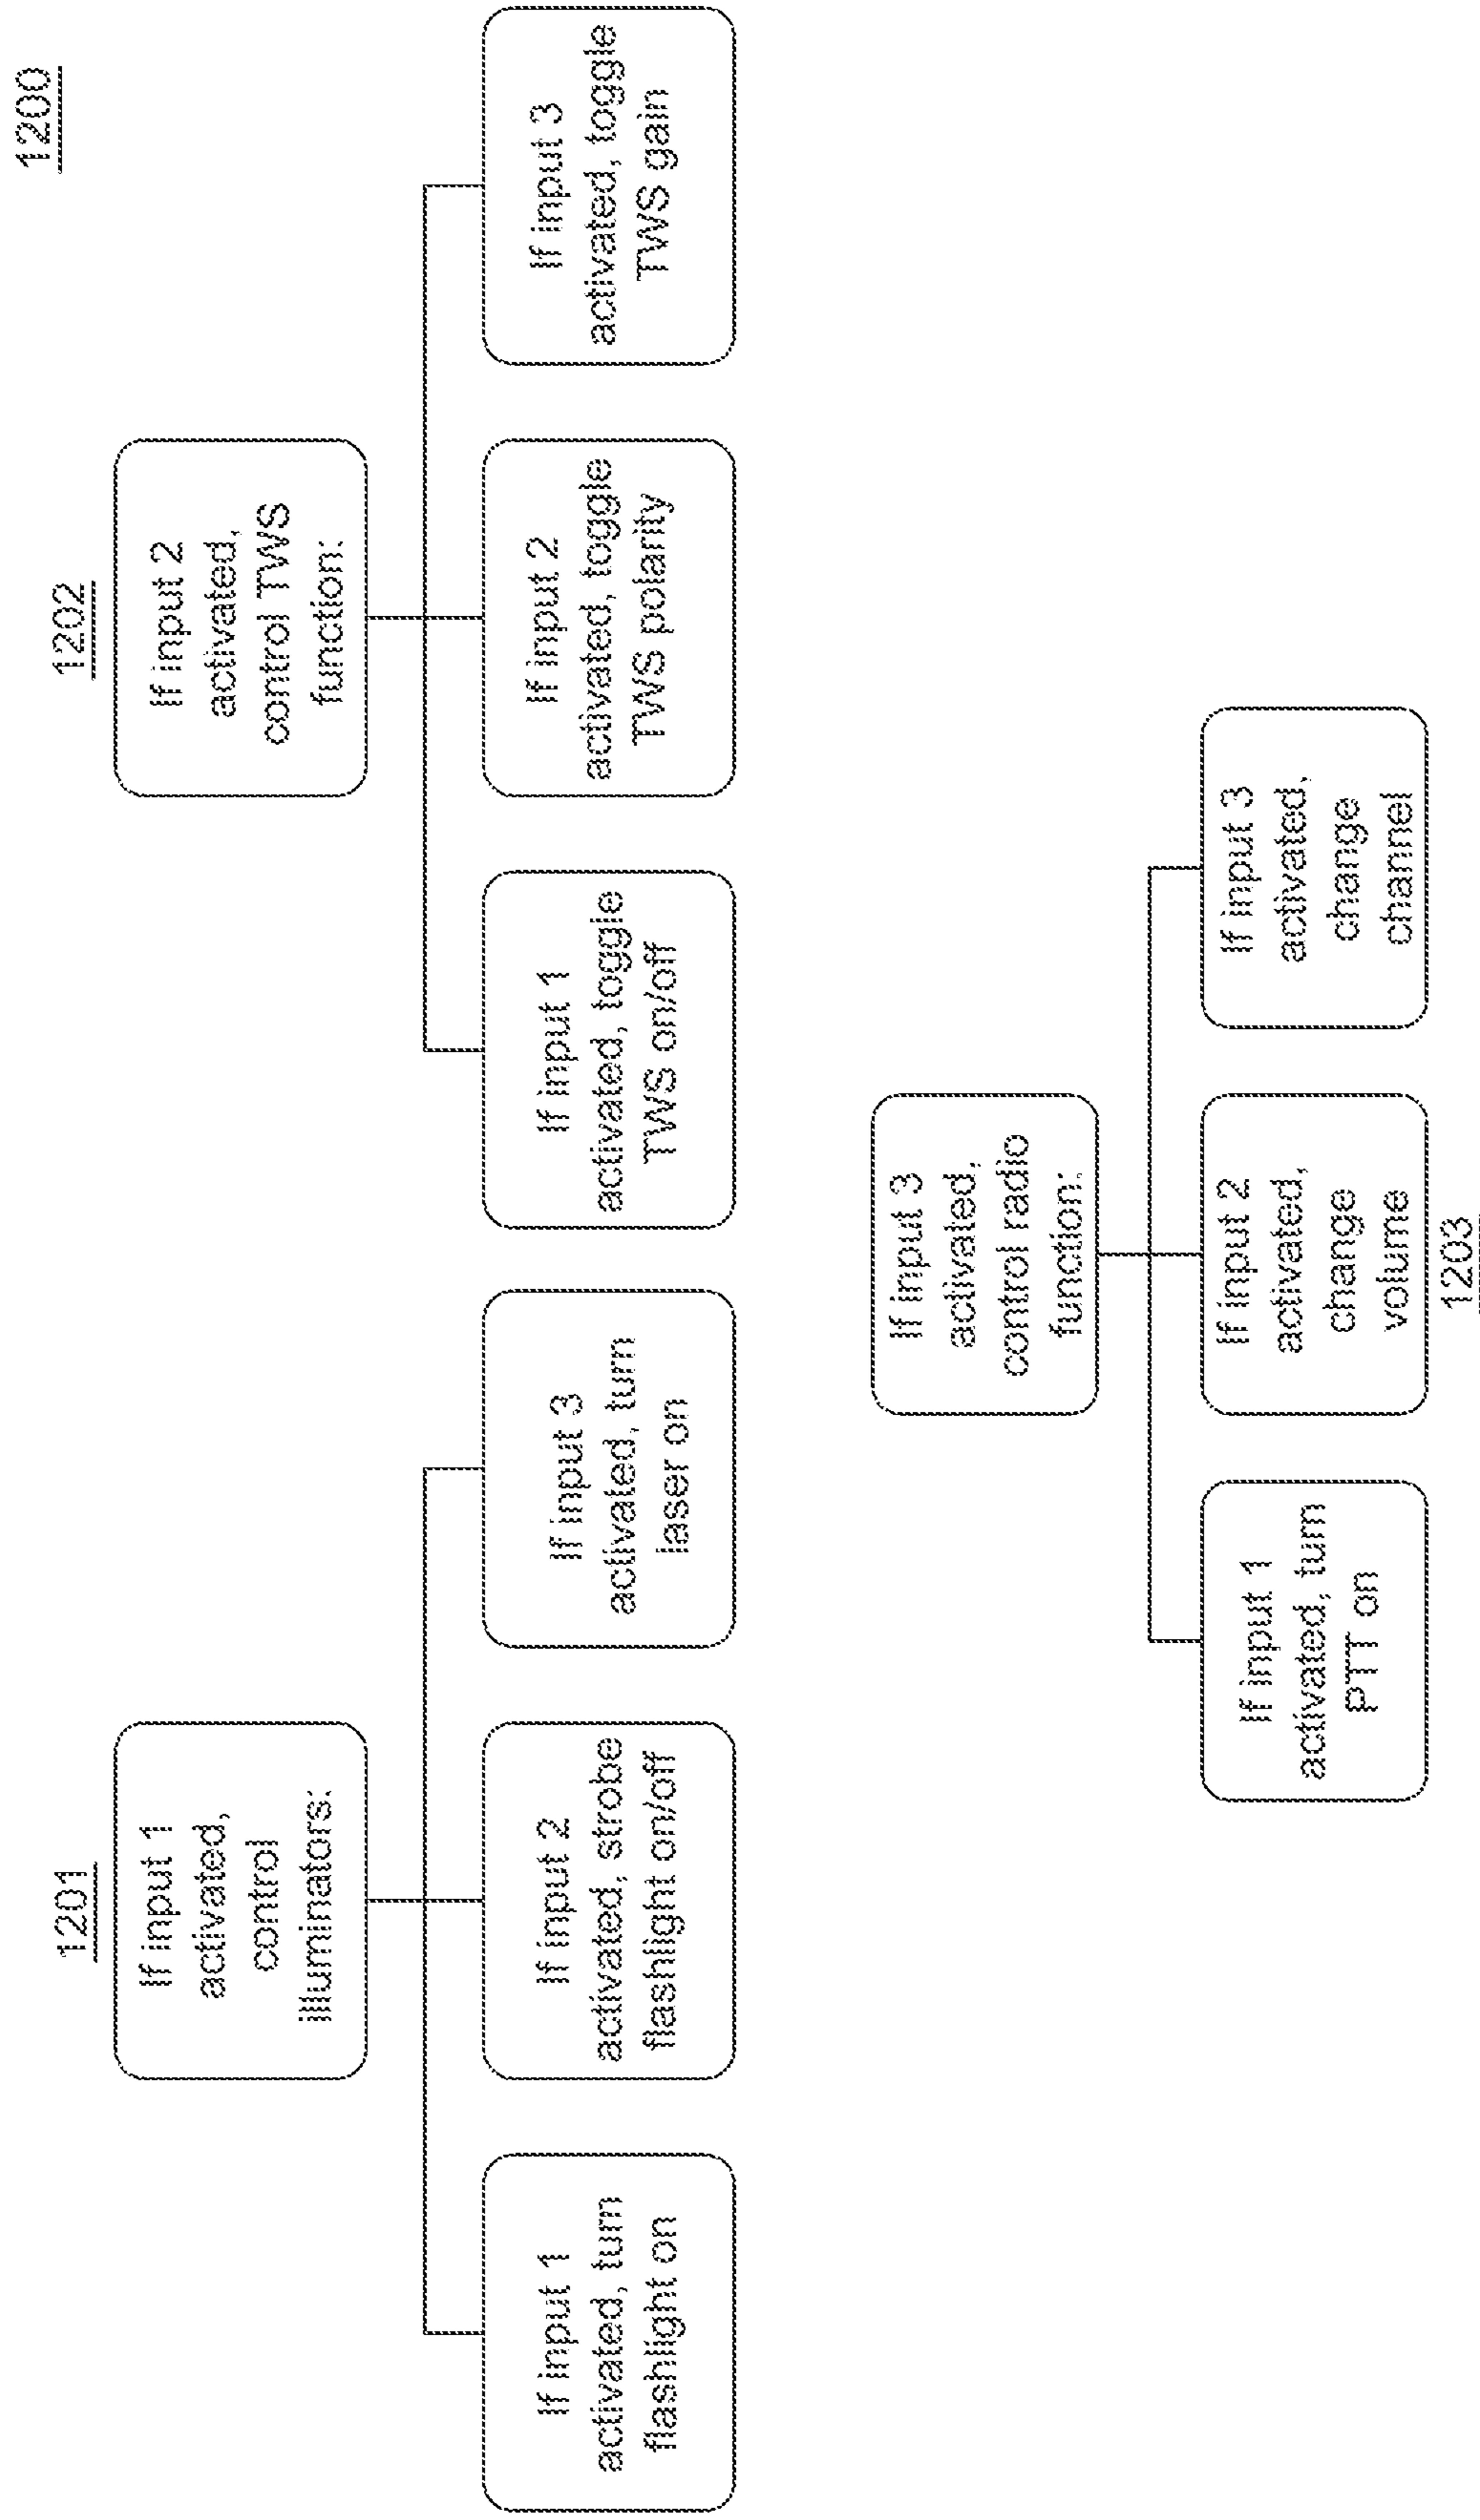 1200
1201
If input 1
activated,
control
illuminators:
If input 1
activated, turn
flashlight on
If input 2
activated, strobe
flashlight on/off
If input 3
activated, turn
laser on
1202
If input 2
activated,
control TWS
function:
If input 1
activated, toggle
TWS on/off
If input 2
activated, toggle
TWS polarity
If input 3
activated, toggle
TWS gain
If input 3
activated,
control radio
function:
If input 1
activated, turn
PTT on
If input 2
activated,
change
volume
If input 3
activated,
change
channel
1203